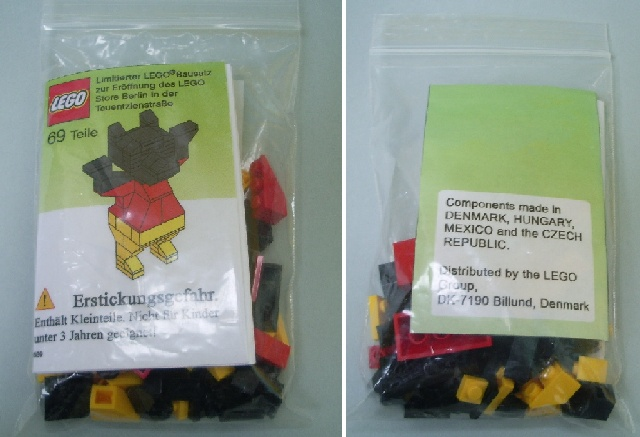 LEGO
Limitierter LEGO® Bausatz
zur Eröffnung des LEGO
Store Berlin in der
Tauentzienstraße
69 Teile
Erstickungsgefahr.
Enthält Kleinteile. Nicht für Kinder
unter 3 Jahren geeignet!
Components made in
DENMARK, HUNGARY,
MEXICO and the CZECH
REPUBLIC.
Distributed by the LEGO
Group,
DK-7190 Billund, Denmark